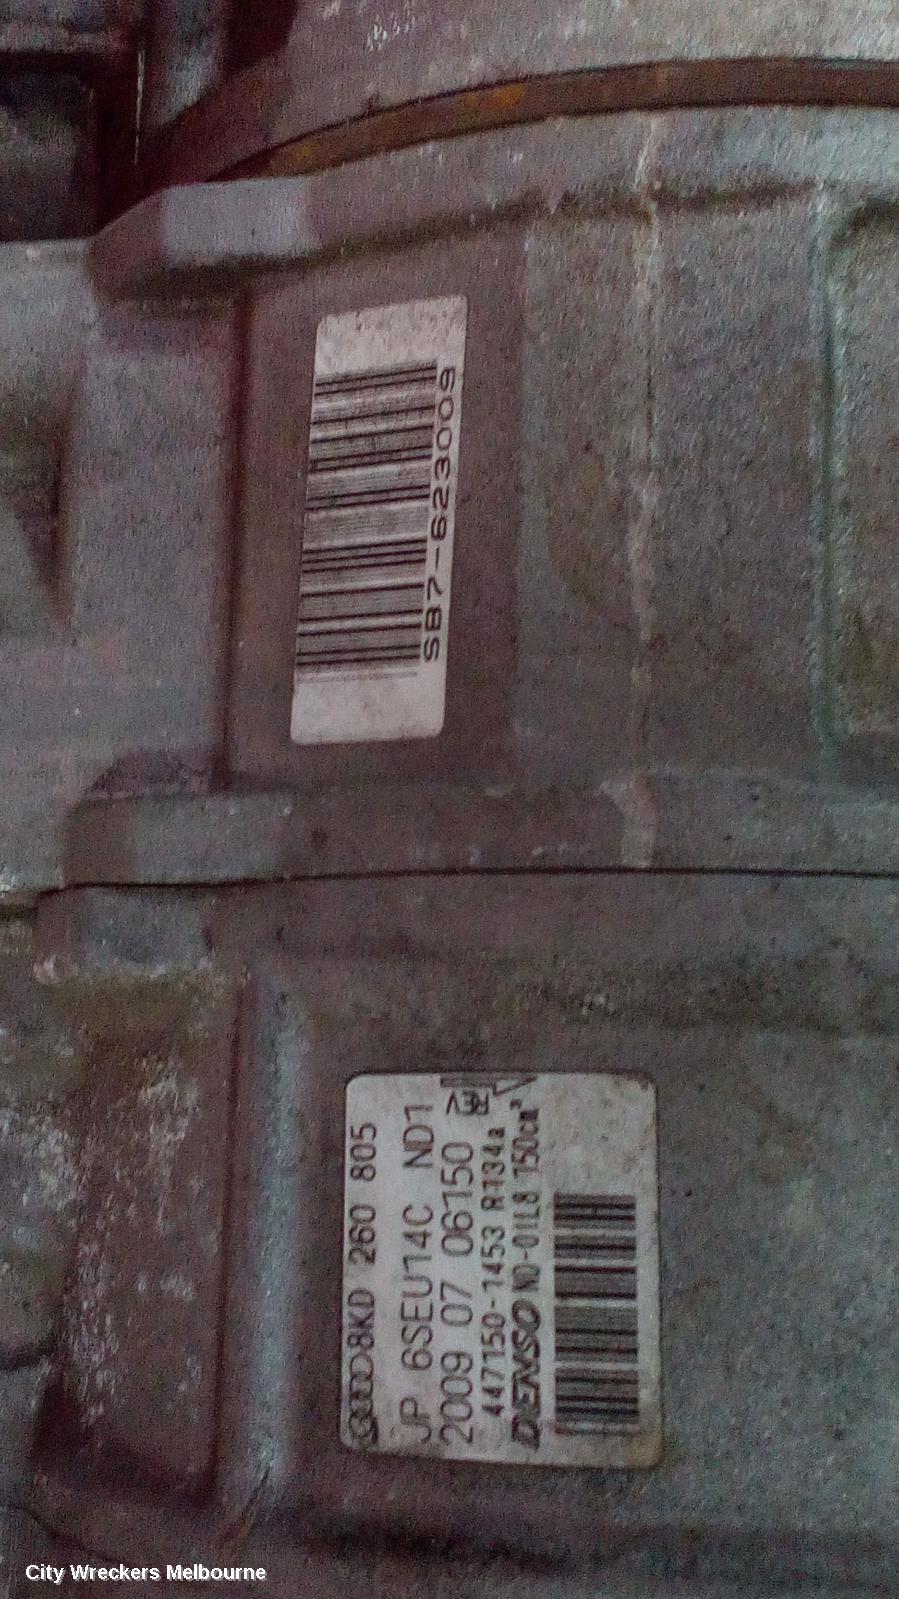 SB7-623009
8KD 260 805
JP 6SEU14C ND1
2009 07 06150
447150-1453 R134a
DENSO ND-OIL8 150cm³
City Wreckers Melbourne